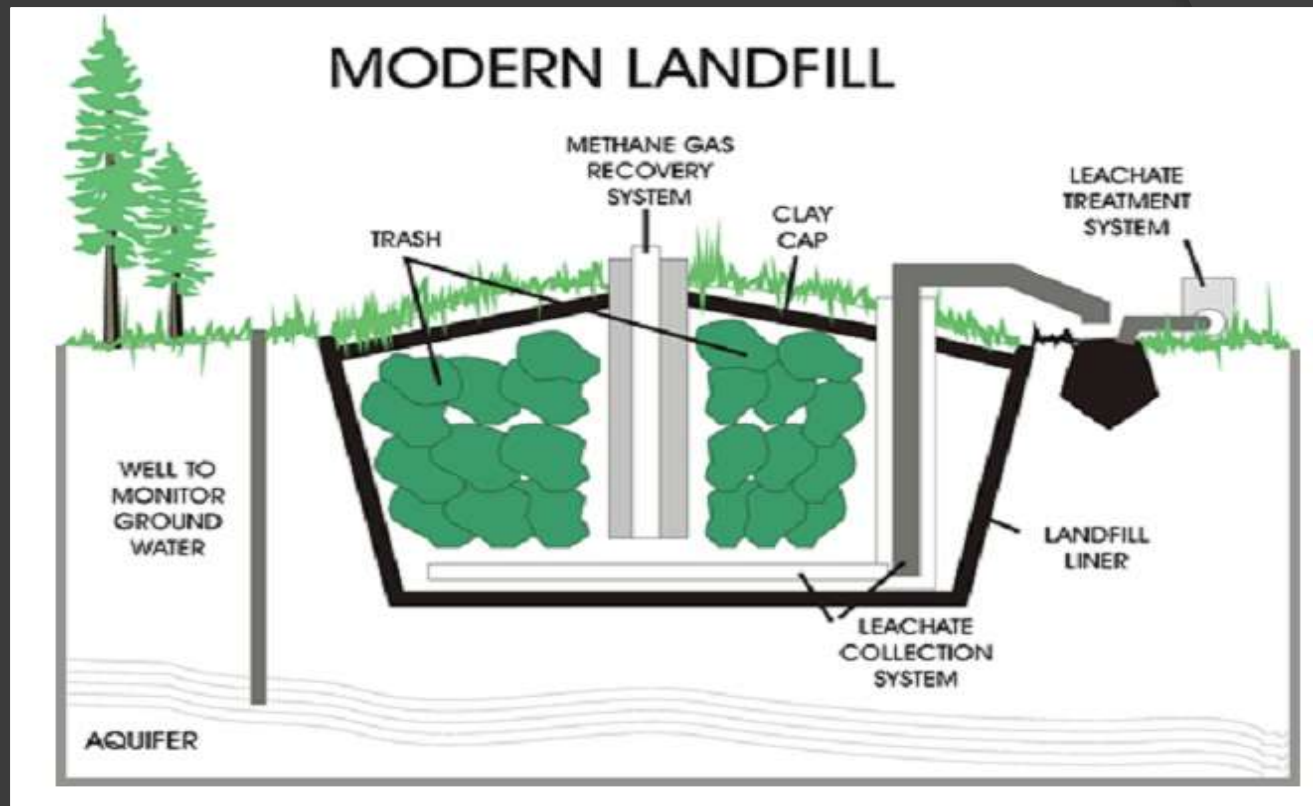 MODERN LANDFILL
METHANE GAS
RECOVERY
SYSTEM
LEACHATE
TREATMENT
SYSTEM
CLAY
CAP
TRASH
WELL TO
MONITOR
GROUND
WATER
LANDFILL
LINER
LEACHATE
COLLECTION
SYSTEM
AQUIFER